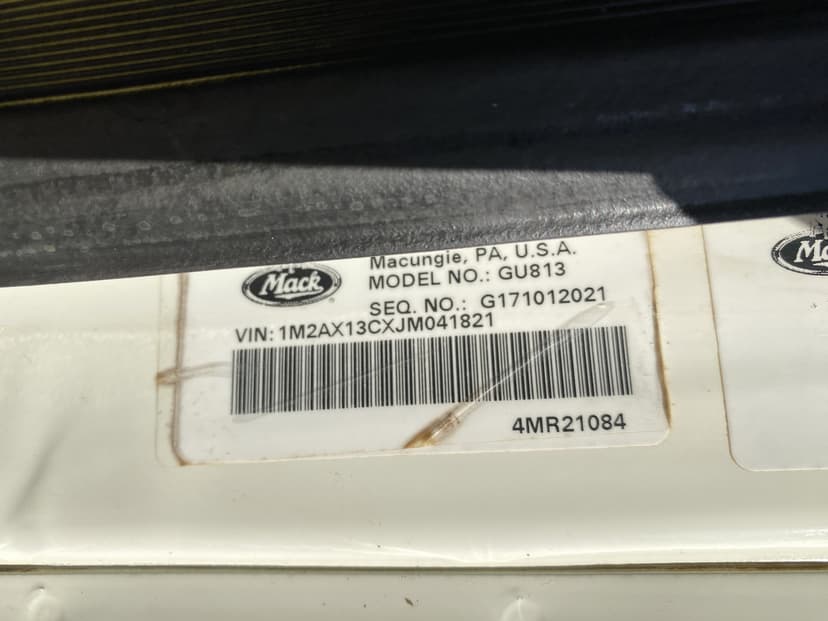 Mack
Macungie, PA, U.S.A.
MODEL NO.: GU813
SEQ. NO.: G171012021
VIN: 1M2AX13CXJM041821
4MR21084